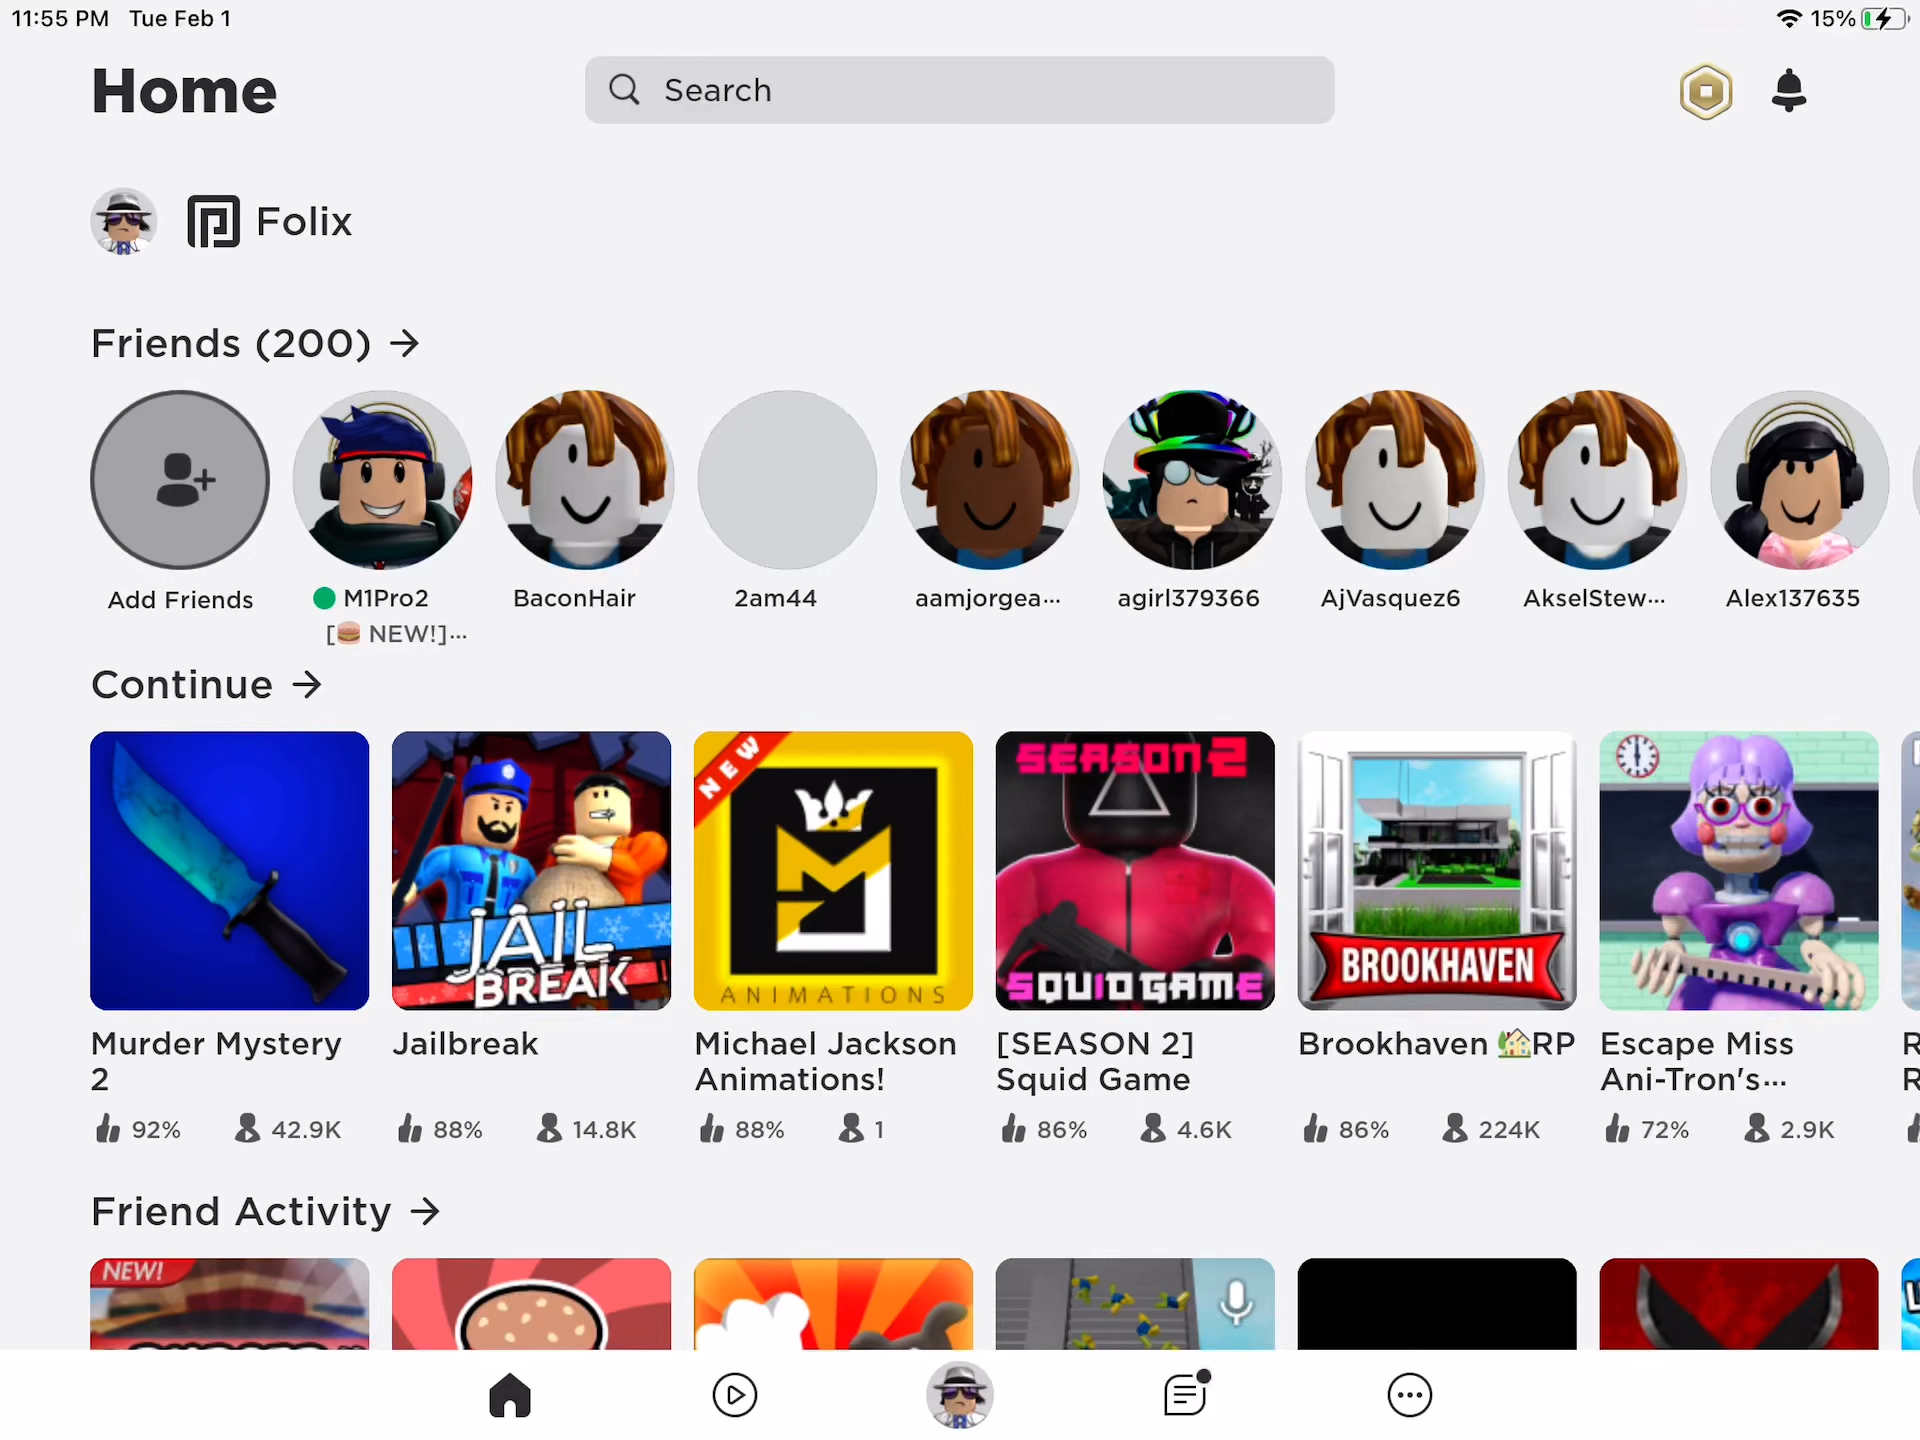 11:55 PM Tue Feb 1
15%
Home
Search
Folix
Friends (200) →
Add Friends
M1Pro2
[🍔 NEW!]...
BaconHair
2am44
aamjorgea...
agirl379366
AjVasquez6
AkselStew...
Alex137635
Continue →
JAIL
BREAK
NEW
ANIMATIONS
SEASON 2
SQUID GAME
BROOKHAVEN
Murder Mystery
2
92% 42.9K
Jailbreak
88% 14.8K
Michael Jackson
Animations!
88% 1
[SEASON 2]
Squid Game
86% 4.6K
Brookhaven 🏡RP
86% 224K
Escape Miss
Ani-Tron's...
72% 2.9K
R
R
Friend Activity →
NEW!